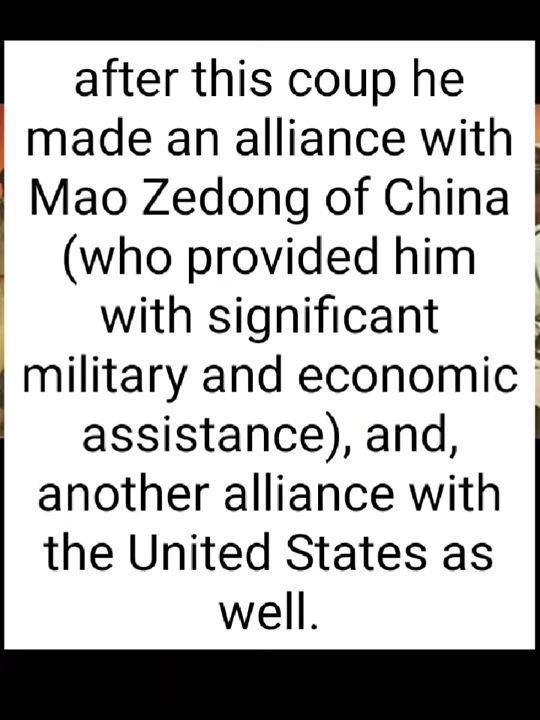 after this coup he
made an alliance with
Mao Zedong of China
(who provided him
with significant
military and economic
assistance), and,
another alliance with
the United States as
well.